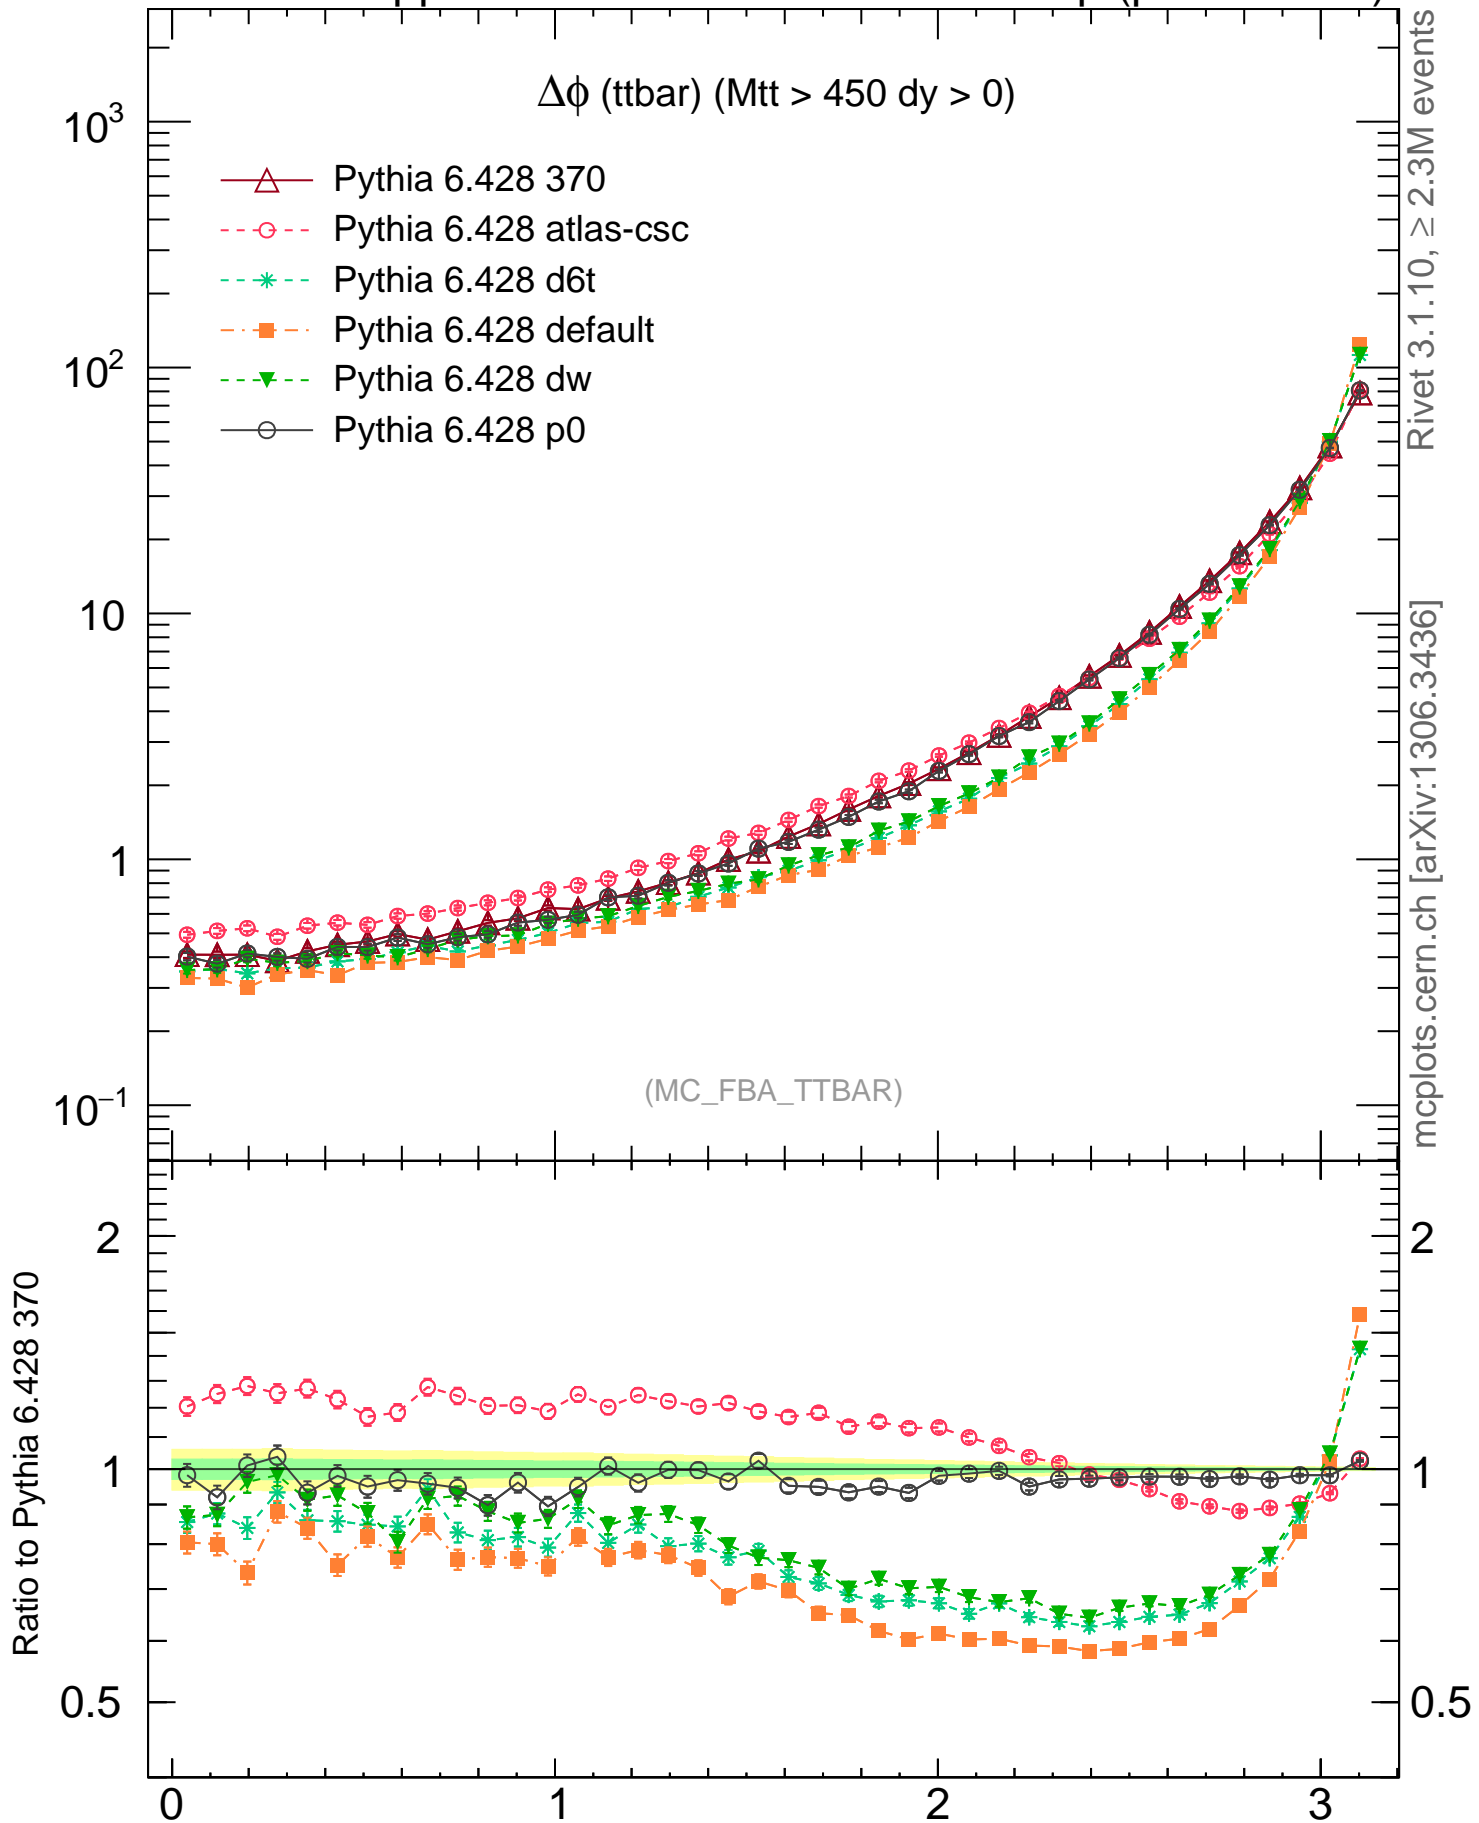 Δϕ (ttbar) (Mtt > 450 dy > 0)
Pythia 6.428 370
Pythia 6.428 atlas-csc
Pythia 6.428 d6t
Pythia 6.428 default
Pythia 6.428 dw
Pythia 6.428 p0
10³
10²
10
1
10⁻¹
(MC_FBA_TTBAR)
Rivet 3.1.10, ≥ 2.3M events
mcplots.cern.ch [arXiv:1306.3436]
Ratio to Pythia 6.428 370
2
1
0.5
2
1
0.5
0 1 2 3